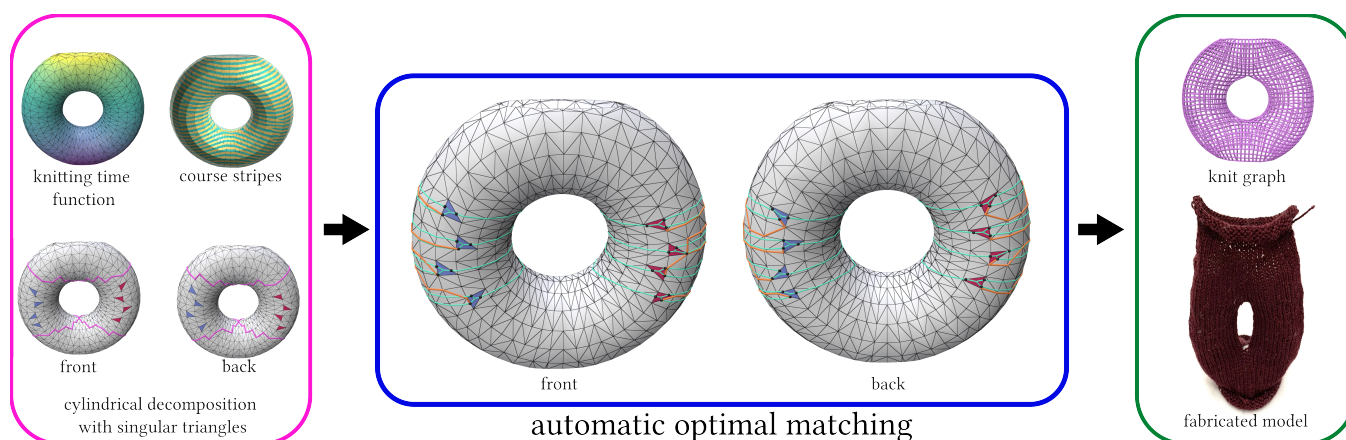 knitting time
function
course stripes
front
back
cylindrical decomposition
with singular triangles
front
back
automatic optimal matching
knit graph
fabricated model